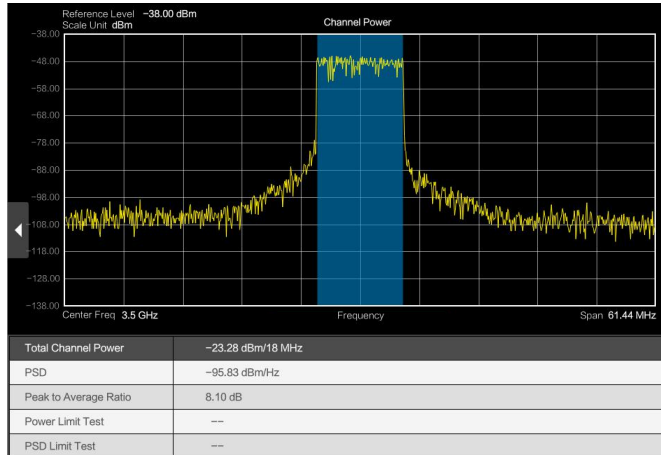 Reference Level −38.00 dBm
Scale Unit dBm
Channel Power
−38.00
−48.00
−58.00
−68.00
−78.00
−88.00
−98.00
−108.00
−118.00
−128.00
−138.00
Center Freq 3.5 GHz Frequency Span 61.44 MHz
Total Channel Power −23.28 dBm/18 MHz
PSD −95.83 dBm/Hz
Peak to Average Ratio 8.10 dB
Power Limit Test −−
PSD Limit Test −−